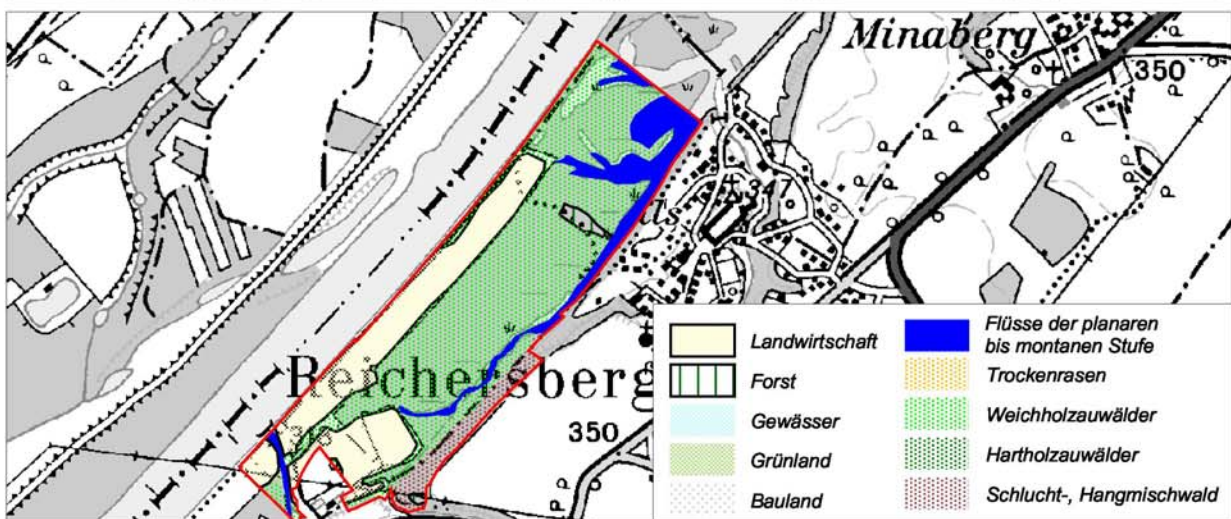 Minaberg
350
347
Reichersberg
350
Landwirtschaft
Forst
Gewässer
Grünland
Bauland
Flüsse der planaren
bis montanen Stufe
Trockenrasen
Weichholzauwälder
Hartholzauwälder
Schlucht-, Hangmischwald